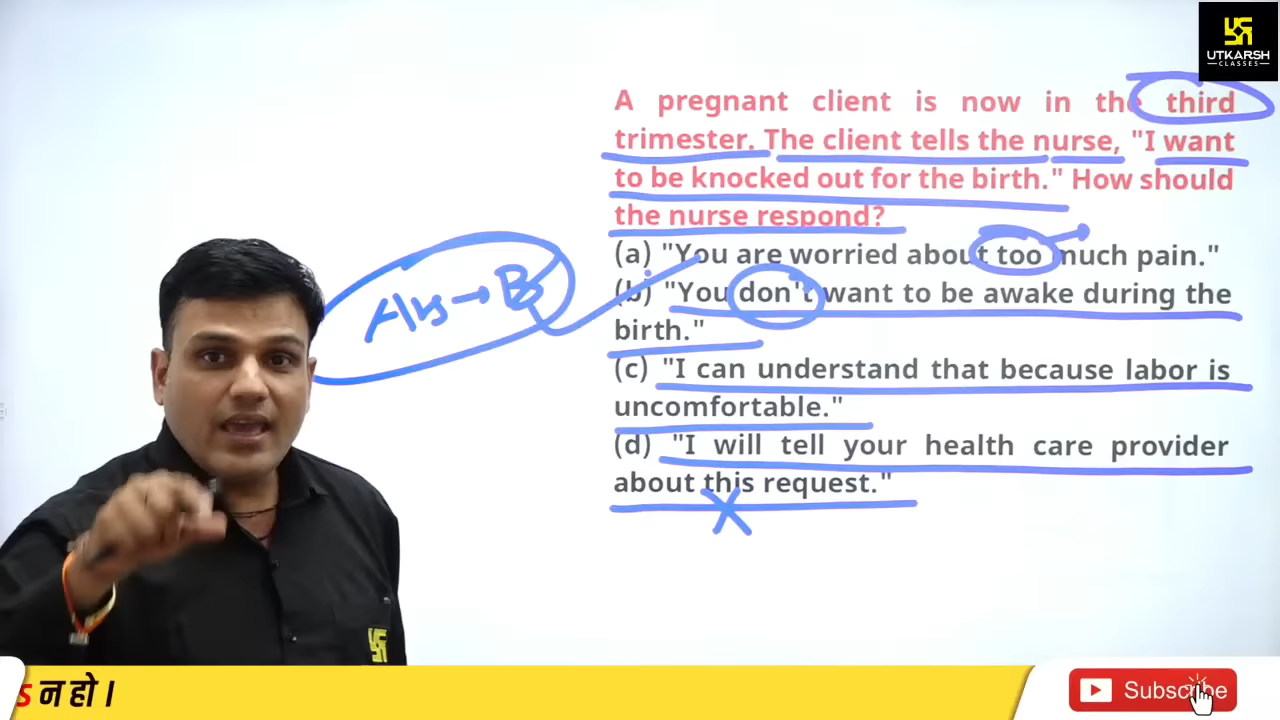 UTKARSH
CLASSES
A pregnant client is now in the third
trimester. The client tells the nurse, "I want
to be knocked out for the birth." How should
the nurse respond?
(a) "You are worried about too much pain."
(b) "You don't want to be awake during the
birth."
(c) "I can understand that because labor is
uncomfortable."
(d) "I will tell your health care provider
about this request."
Ans → B
s न हो।
Subscribe